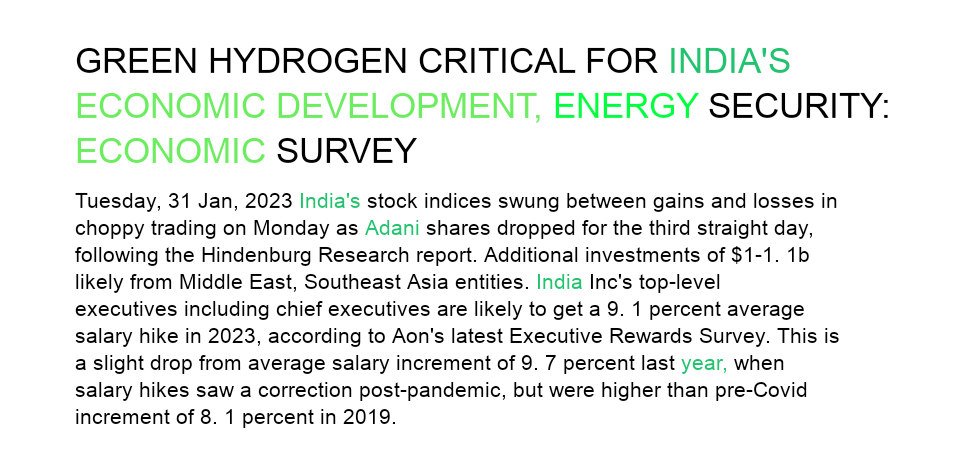 GREEN HYDROGEN CRITICAL FOR INDIA'S
ECONOMIC DEVELOPMENT, ENERGY SECURITY:
ECONOMIC SURVEY
Tuesday, 31 Jan, 2023 India's stock indices swung between gains and losses in
choppy trading on Monday as Adani shares dropped for the third straight day,
following the Hindenburg Research report. Additional investments of $1-1. 1b
likely from Middle East, Southeast Asia entities. India Inc's top-level
executives including chief executives are likely to get a 9. 1 percent average
salary hike in 2023, according to Aon's latest Executive Rewards Survey. This is
a slight drop from average salary increment of 9. 7 percent last year, when
salary hikes saw a correction post-pandemic, but were higher than pre-Covid
increment of 8. 1 percent in 2019.